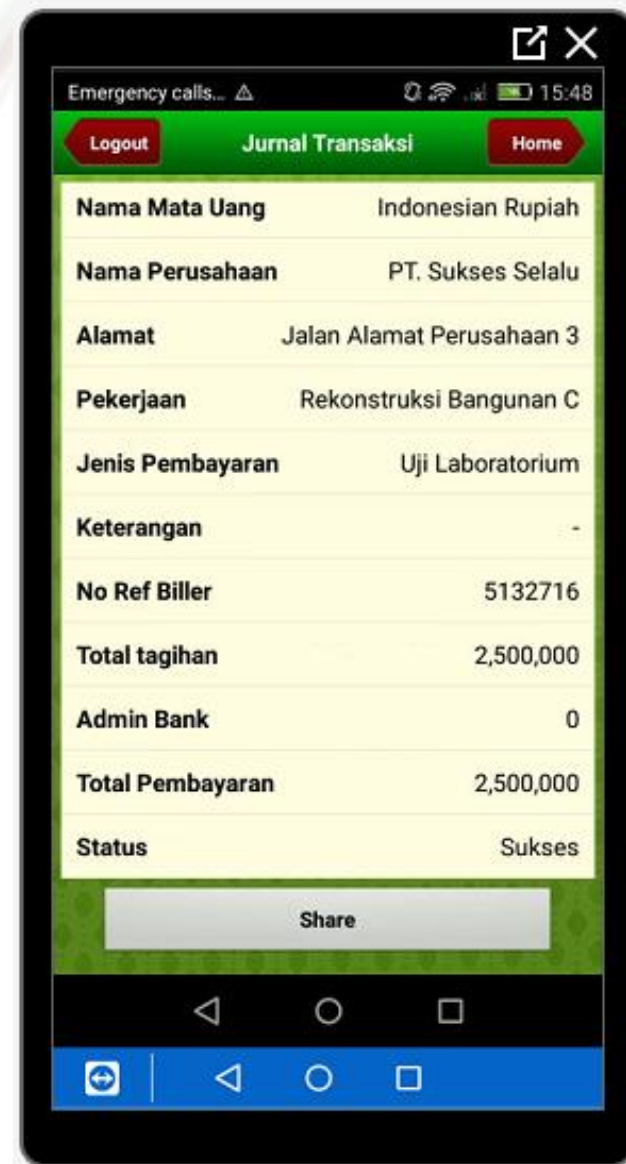 Emergency calls... 15:48
Logout Jurnal Transaksi Home
Nama Mata Uang Indonesian Rupiah
Nama Perusahaan PT. Sukses Selalu
Alamat Jalan Alamat Perusahaan 3
Pekerjaan Rekonstruksi Bangunan C
Jenis Pembayaran Uji Laboratorium
Keterangan -
No Ref Biller 5132716
Total tagihan 2,500,000
Admin Bank 0
Total Pembayaran 2,500,000
Status Sukses
Share